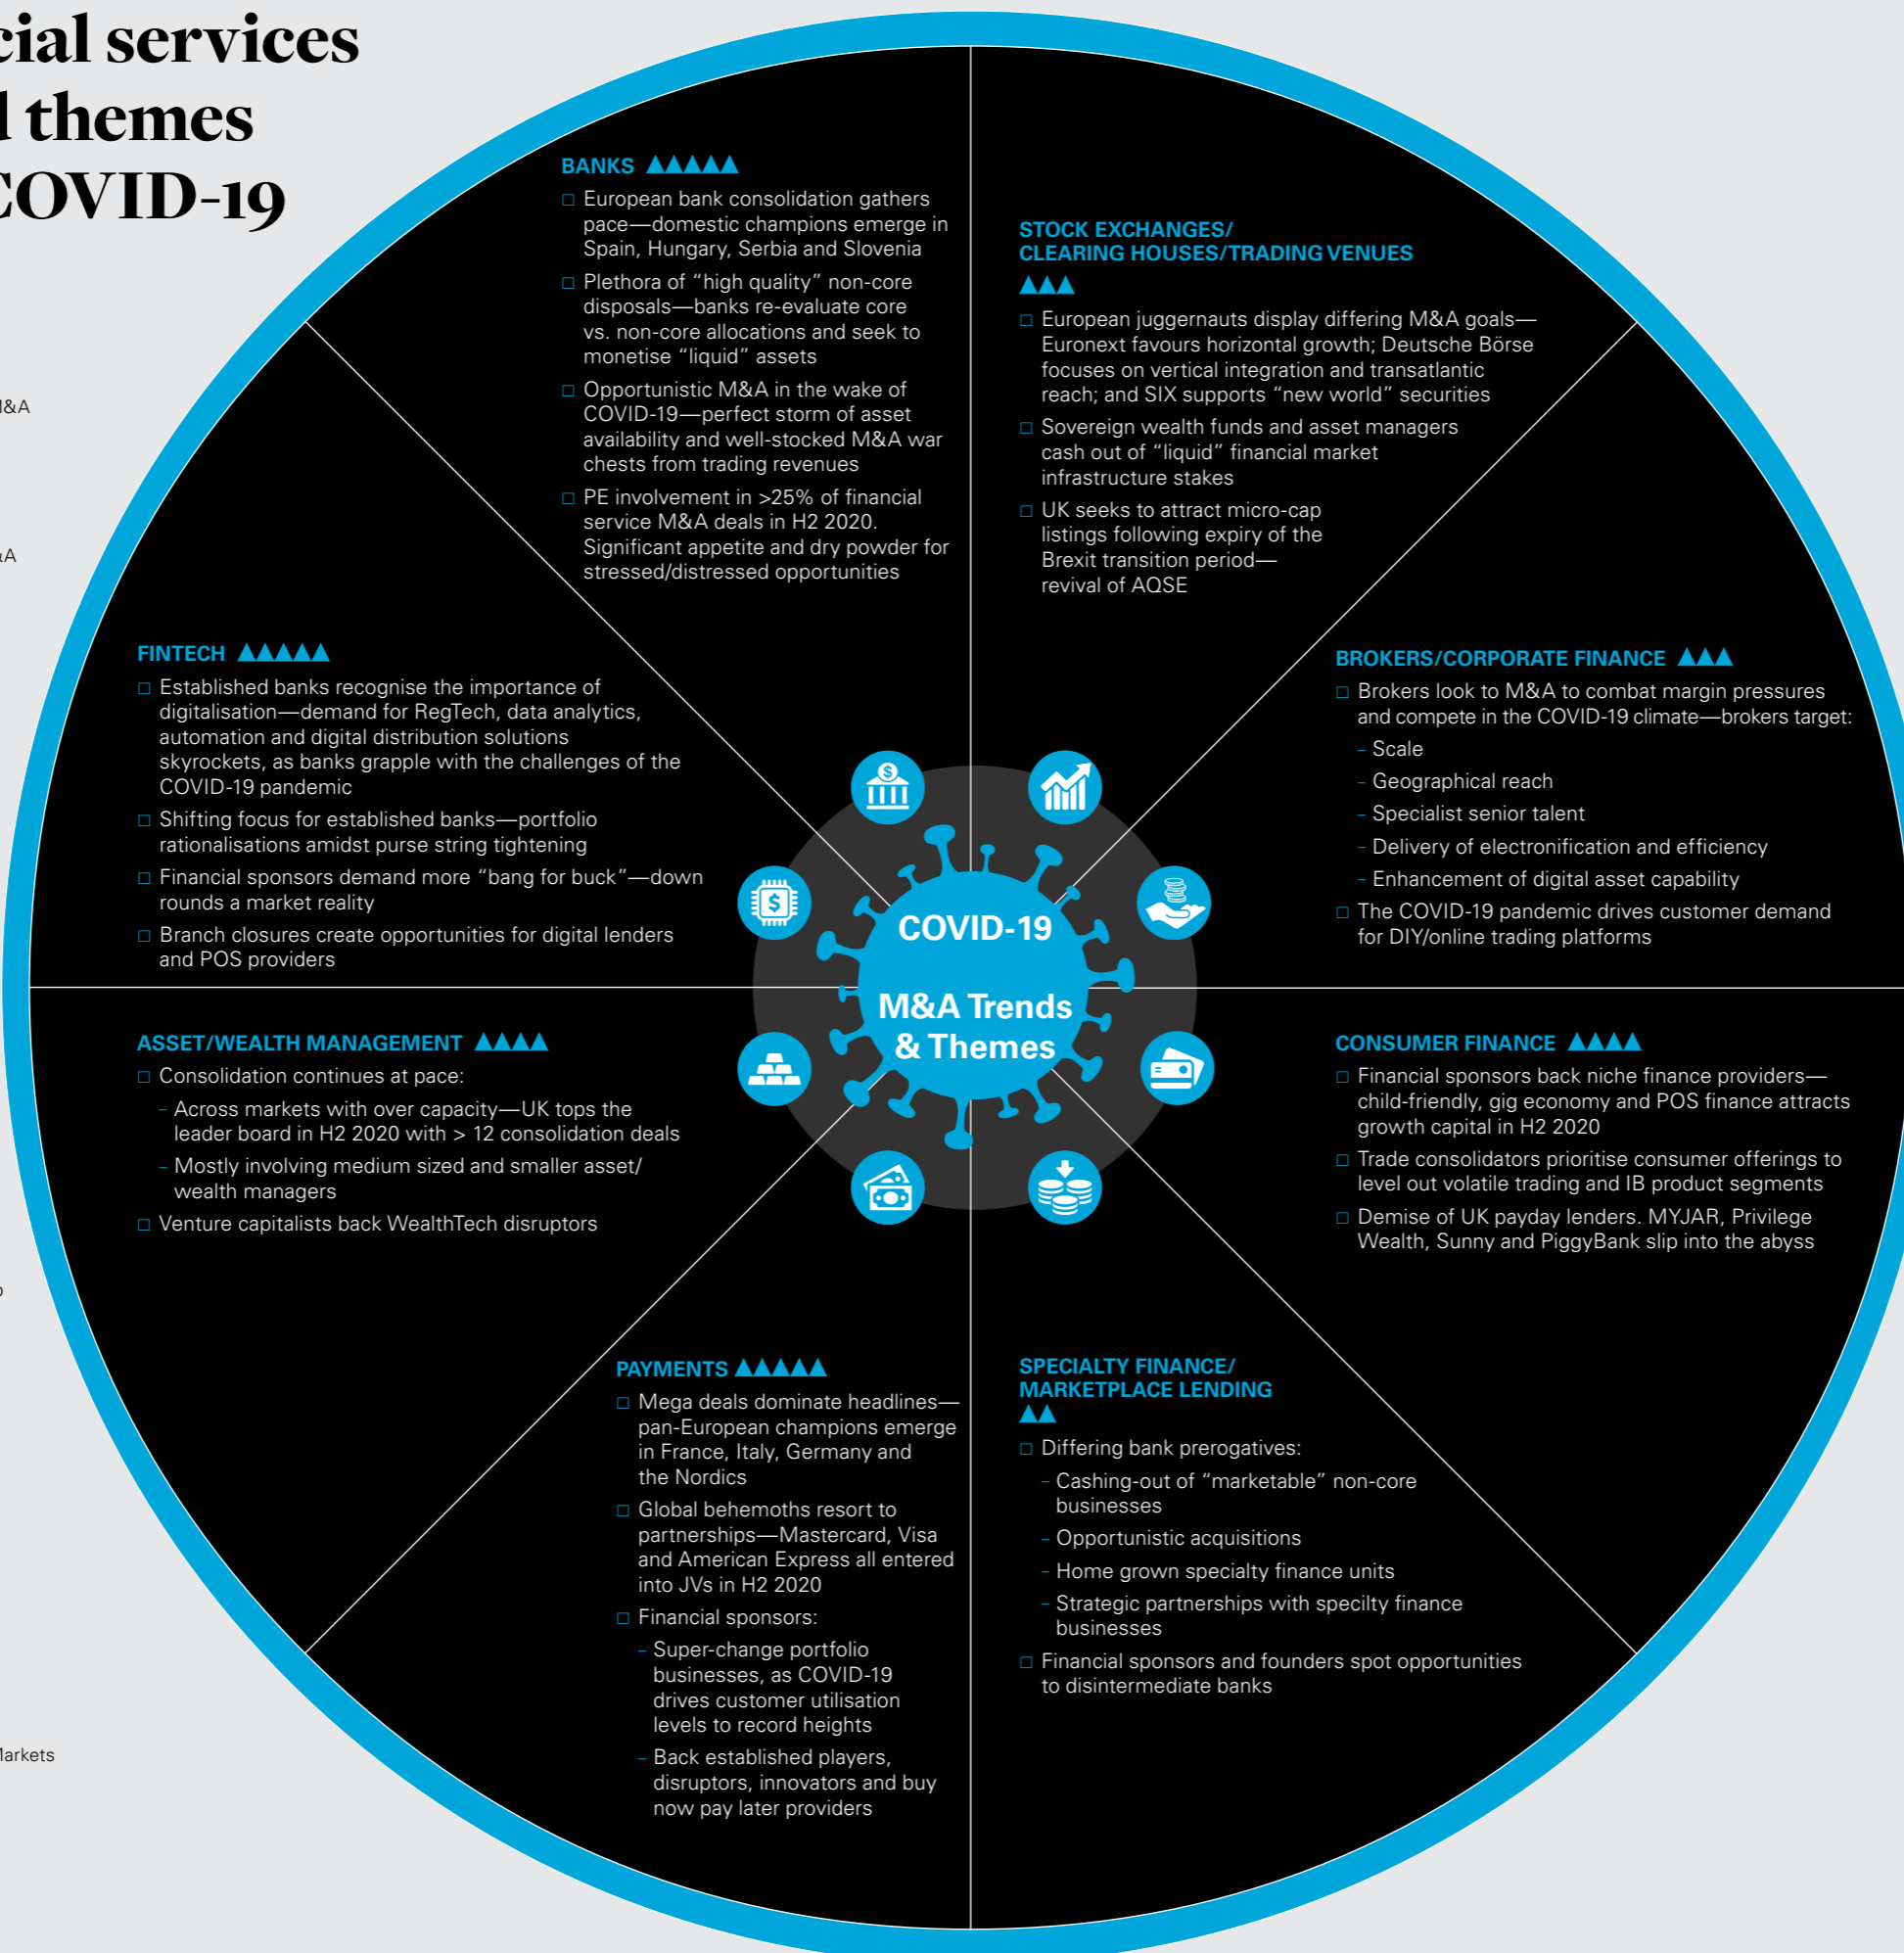 cial services
d themes
COVID-19
M&A
&A
o
Markets
BANKS
European bank consolidation gathers
pace—domestic champions emerge in
Spain, Hungary, Serbia and Slovenia
Plethora of “high quality” non-core
disposals—banks re-evaluate core
vs. non-core allocations and seek to
monetise “liquid” assets
Opportunistic M&A in the wake of
COVID-19—perfect storm of asset
availability and well-stocked M&A war
chests from trading revenues
PE involvement in >25% of financial
service M&A deals in H2 2020.
Significant appetite and dry powder for
stressed/distressed opportunities
STOCK EXCHANGES/
CLEARING HOUSES/TRADING VENUES
European juggernauts display differing M&A goals—
Euronext favours horizontal growth; Deutsche Börse
focuses on vertical integration and transatlantic
reach; and SIX supports “new world” securities
Sovereign wealth funds and asset managers
cash out of “liquid” financial market
infrastructure stakes
UK seeks to attract micro-cap
listings following expiry of the
Brexit transition period—
revival of AQSE
FINTECH
Established banks recognise the importance of
digitalisation—demand for RegTech, data analytics,
automation and digital distribution solutions
skyrockets, as banks grapple with the challenges of the
COVID-19 pandemic
Shifting focus for established banks—portfolio
rationalisations amidst purse string tightening
Financial sponsors demand more “bang for buck”—down
rounds a market reality
Branch closures create opportunities for digital lenders
and POS providers
BROKERS/CORPORATE FINANCE
Brokers look to M&A to combat margin pressures
and compete in the COVID-19 climate—brokers target:
– Scale
– Geographical reach
– Specialist senior talent
– Delivery of electronification and efficiency
– Enhancement of digital asset capability
The COVID-19 pandemic drives customer demand
for DIY/online trading platforms
COVID-19
M&A Trends
& Themes
ASSET/WEALTH MANAGEMENT
Consolidation continues at pace:
– Across markets with over capacity—UK tops the
leader board in H2 2020 with > 12 consolidation deals
– Mostly involving medium sized and smaller asset/
wealth managers
Venture capitalists back WealthTech disruptors
CONSUMER FINANCE
Financial sponsors back niche finance providers—
child-friendly, gig economy and POS finance attracts
growth capital in H2 2020
Trade consolidators prioritise consumer offerings to
level out volatile trading and IB product segments
Demise of UK payday lenders. MYJAR, Privilege
Wealth, Sunny and PiggyBank slip into the abyss
PAYMENTS
Mega deals dominate headlines—
pan-European champions emerge
in France, Italy, Germany and
the Nordics
Global behemoths resort to
partnerships—Mastercard, Visa
and American Express all entered
into JVs in H2 2020
Financial sponsors:
– Super-change portfolio
businesses, as COVID-19
drives customer utilisation
levels to record heights
– Back established players,
disruptors, innovators and buy
now pay later providers
SPECIALTY FINANCE/
MARKETPLACE LENDING
Differing bank prerogatives:
– Cashing-out of “marketable” non-core
businesses
– Opportunistic acquisitions
– Home grown specialty finance units
– Strategic partnerships with specilty finance
businesses
Financial sponsors and founders spot opportunities
to disintermediate banks